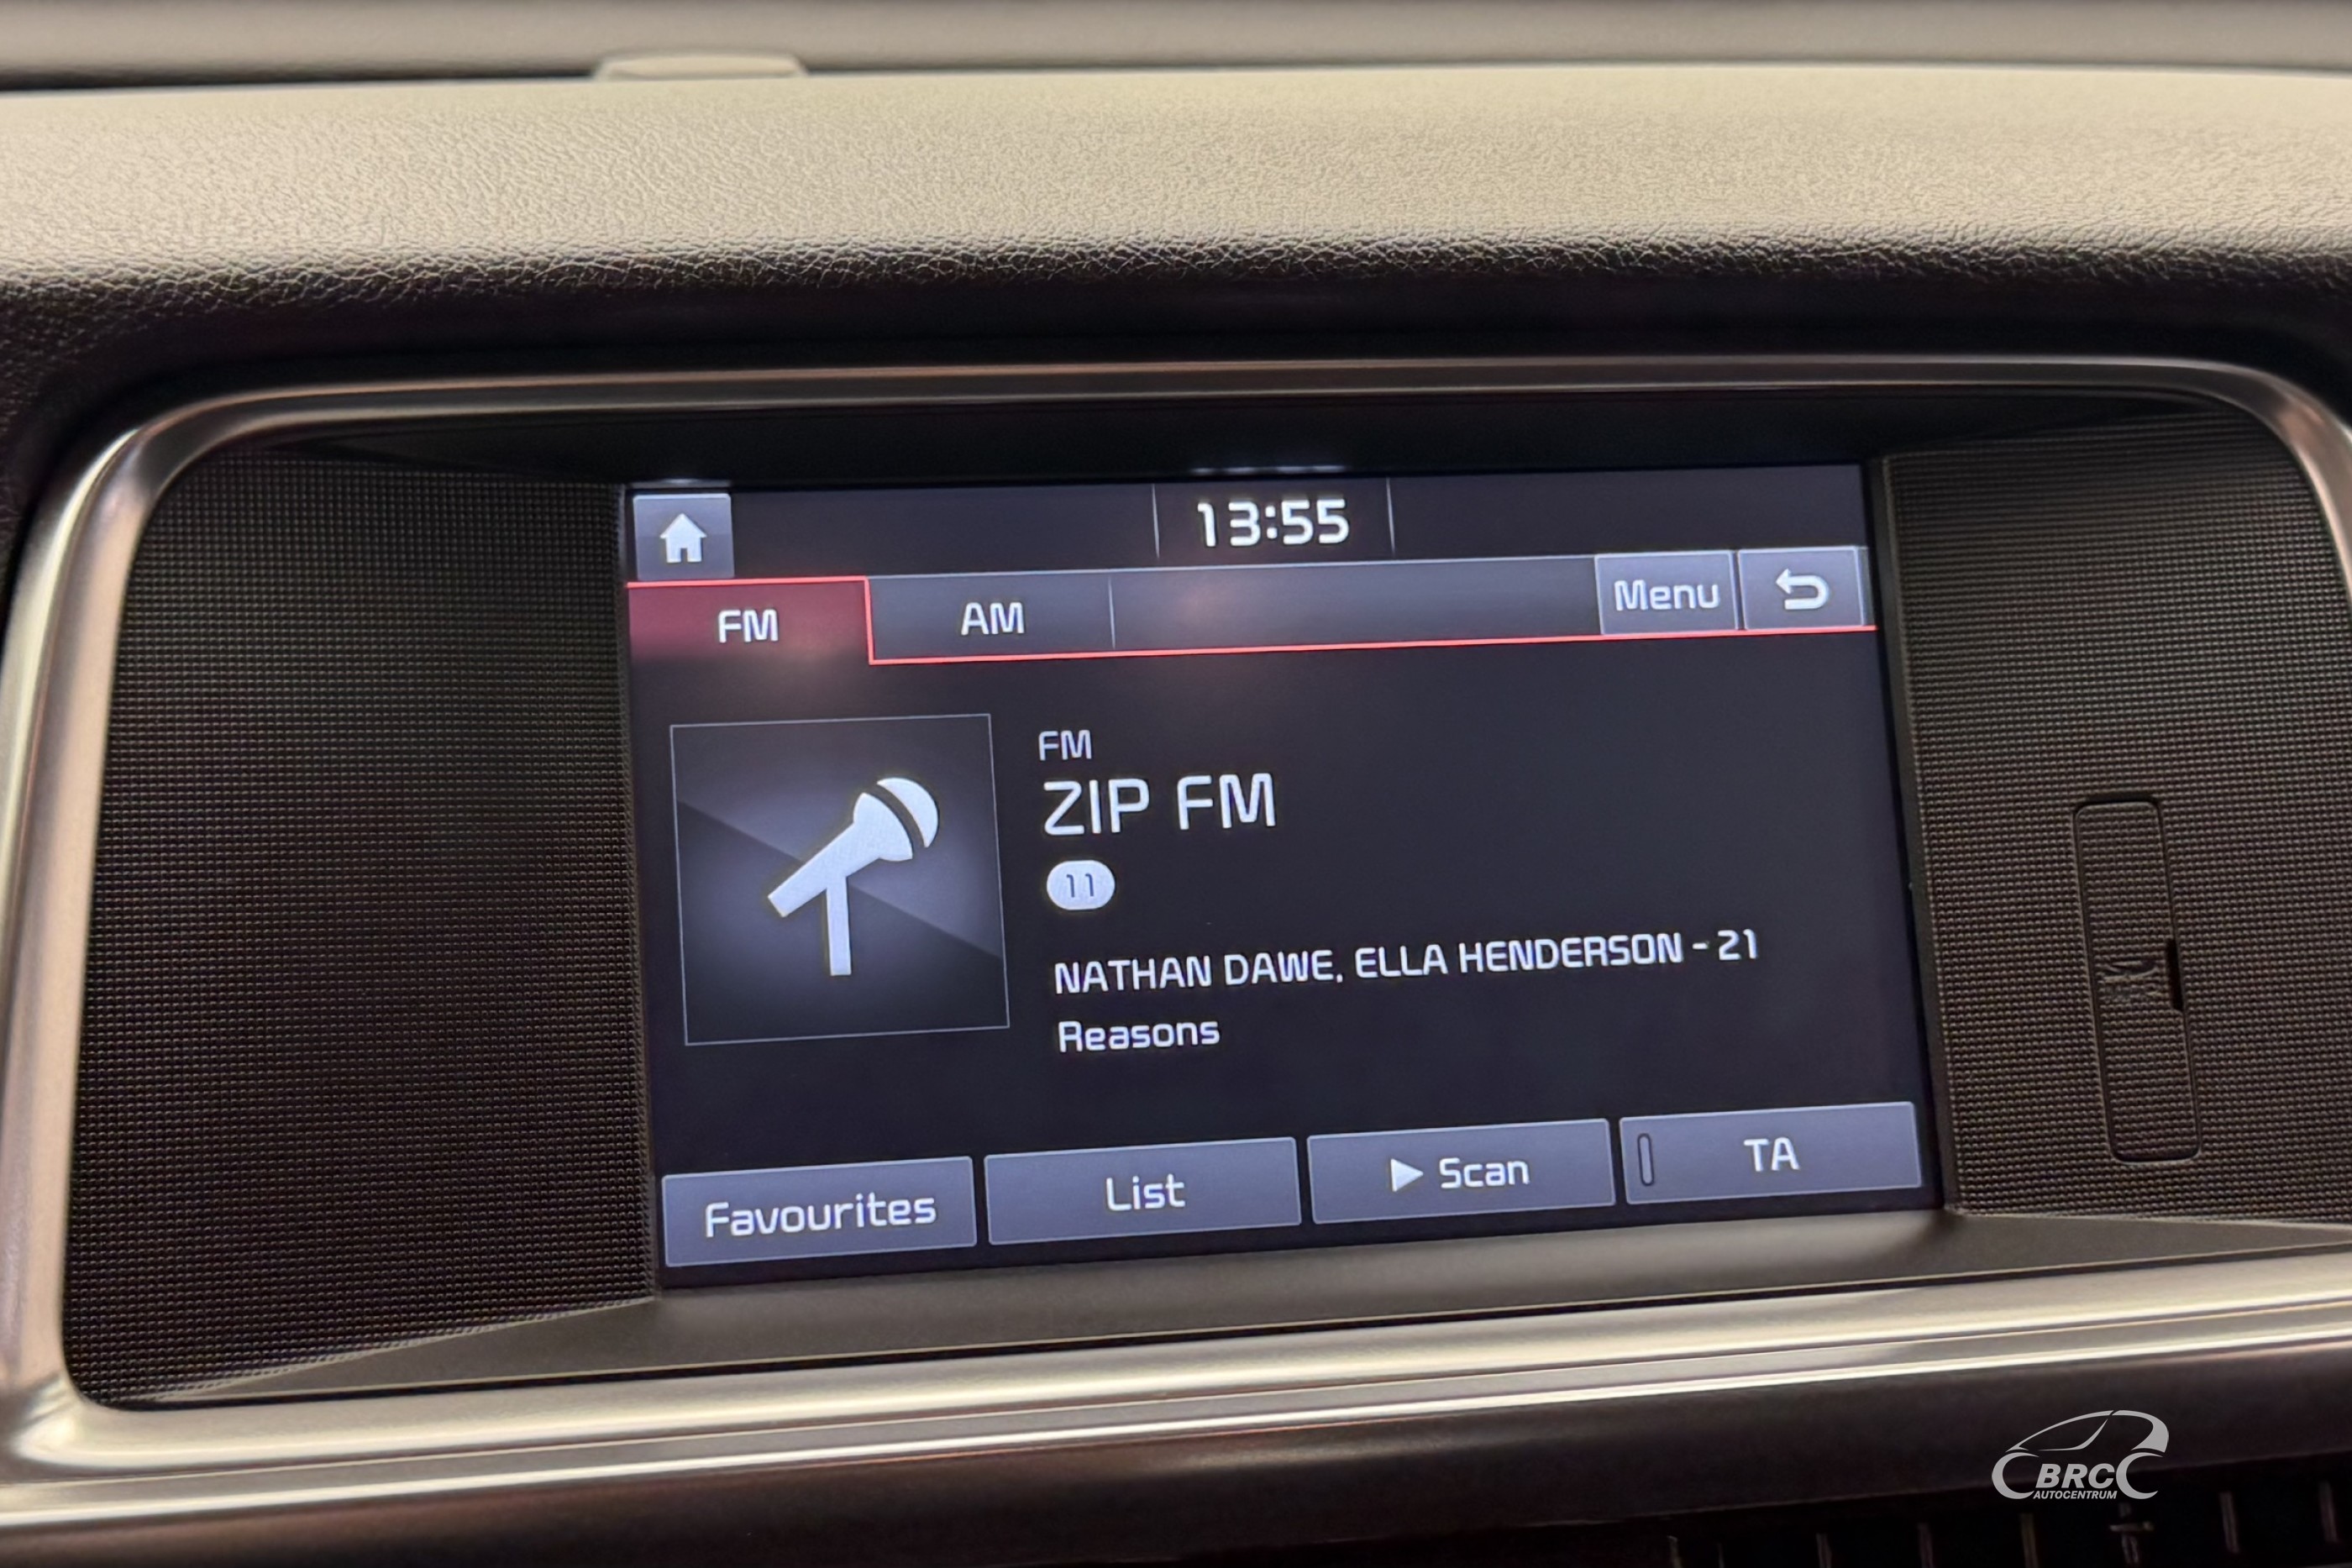 13:55
FM AM Menu
FM
ZIP FM
11
NATHAN DAWE, ELLA HENDERSON - 21
Reasons
Favourites List Scan TA
BRC
AUTOCENTRUM